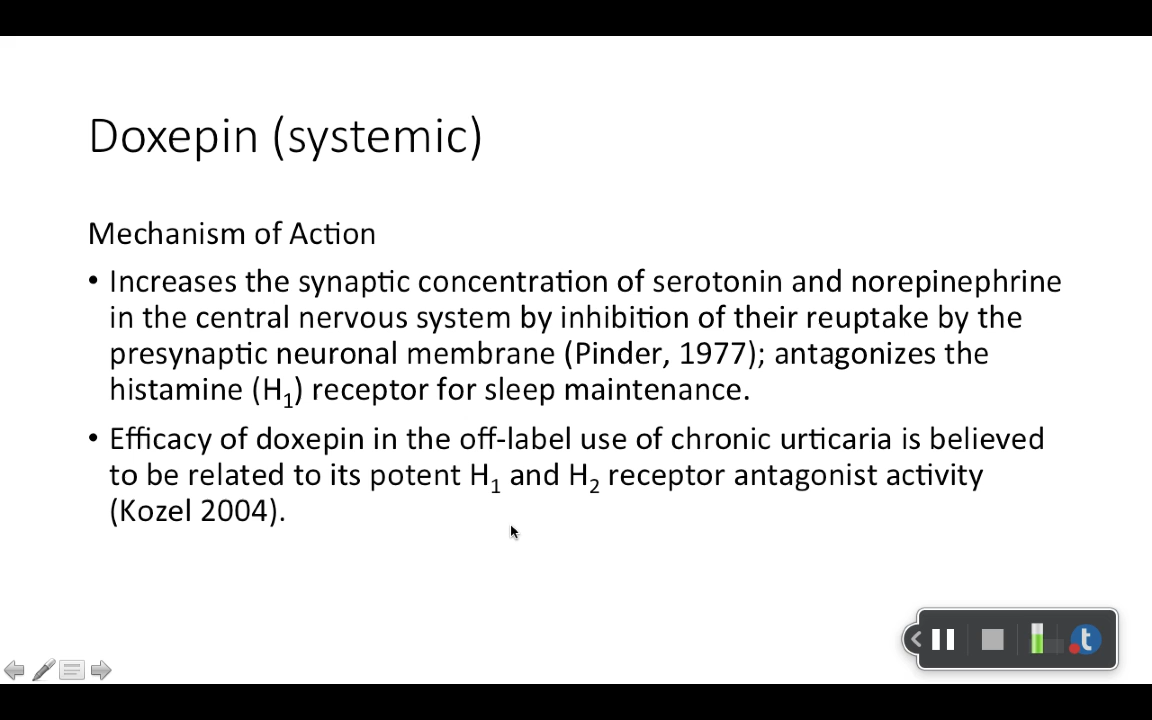 Doxepin (systemic)
Mechanism of Action
• Increases the synaptic concentration of serotonin and norepinephrine
in the central nervous system by inhibition of their reuptake by the
presynaptic neuronal membrane (Pinder, 1977); antagonizes the
histamine (H₁) receptor for sleep maintenance.
• Efficacy of doxepin in the off-label use of chronic urticaria is believed
to be related to its potent H₁ and H₂ receptor antagonist activity
(Kozel 2004).
t